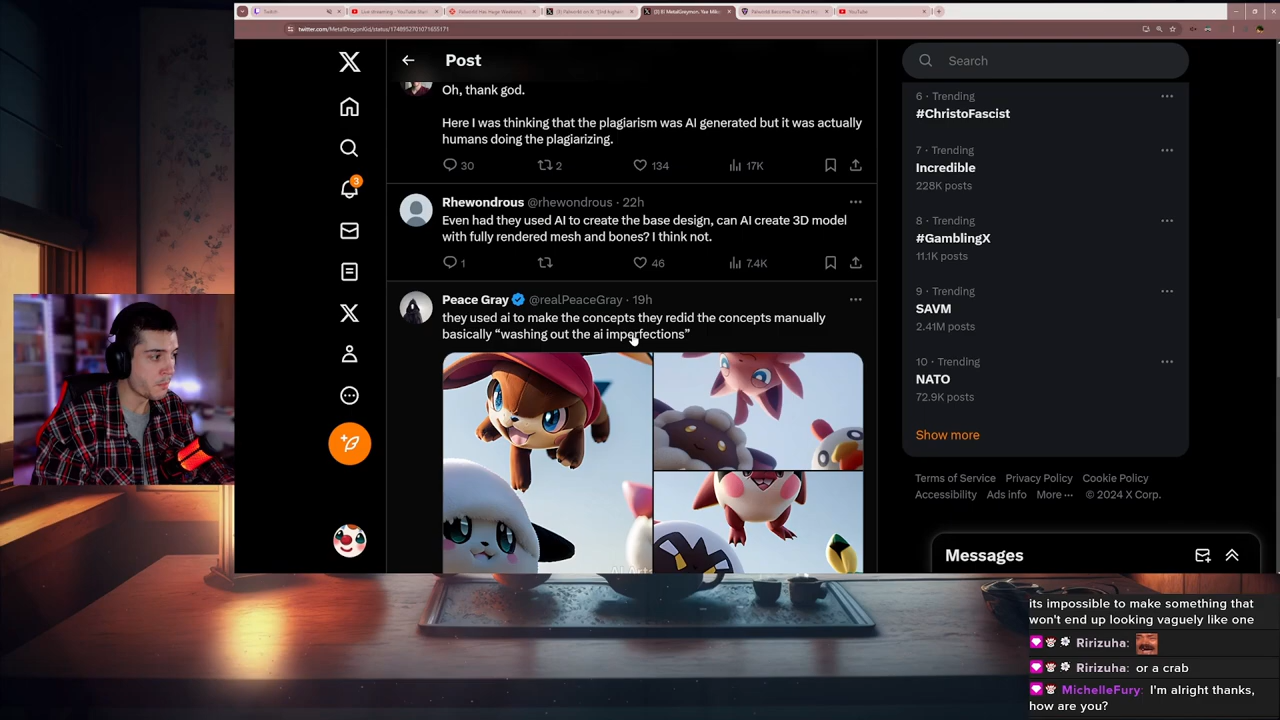 twitter.com/MetalDragonGd/status/1748952701071655171
Post
Search
Oh, thank god.
Here I was thinking that the plagiarism was AI generated but it was actually
humans doing the plagiarizing.
30
2
134
17K
Rhewondrous @rhewondrous · 22h
Even had they used AI to create the base design, can AI create 3D model
with fully rendered mesh and bones? I think not.
1
46
7.4K
Peace Gray @realPeaceGray · 19h
they used ai to make the concepts they redid the concepts manually
basically “washing out the ai imperfections”
3
6 · Trending
#ChristoFascist
7 · Trending
Incredible
228K posts
8 · Trending
#GamblingX
11.1K posts
9 · Trending
SAVM
2.41M posts
10 · Trending
NATO
72.9K posts
Show more
Terms of Service Privacy Policy Cookie Policy
Accessibility Ads info More ··· © 2024 X Corp.
Messages
its impossible to make something that
won't end up looking vaguely like one
Ririzuha:
Ririzuha: or a crab
MichelleFury: I'm alright thanks,
how are you?